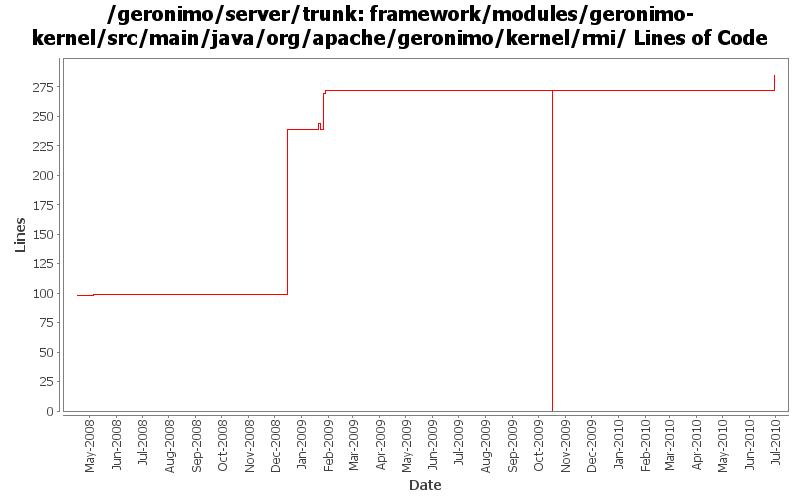 /geronimo/server/trunk: framework/modules/geronimo-
kernel/src/main/java/org/apache/geronimo/kernel/rmi/ Lines of Code
Lines
275
250
225
200
175
150
125
100
75
50
25
0
May-2008
Jun-2008
Jul-2008
Aug-2008
Sep-2008
Oct-2008
Nov-2008
Dec-2008
Jan-2009
Feb-2009
Mar-2009
Apr-2009
May-2009
Jun-2009
Jul-2009
Aug-2009
Sep-2009
Oct-2009
Nov-2009
Dec-2009
Jan-2010
Feb-2010
Mar-2010
Apr-2010
May-2010
Jun-2010
Jul-2010
Date